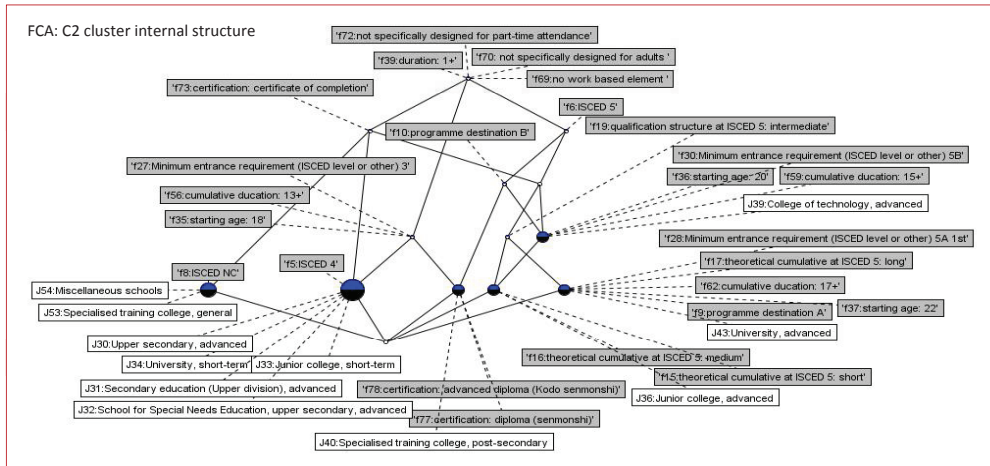 FCA: C2 cluster internal structure
'f72:not specifically designed for part-time attendance'
'f39:duration: 1+'
'f70: not specifically designed for adults '
'f69:no work based element '
'f73:certification: certificate of completion'
'f6:ISCED 5'
'f10:programme destination B'
'f19:qualification structure at ISCED 5: intermediate'
'f27:Minimum entrance requirement (ISCED level or other) 3'
'f30:Minimum entrance requirement (ISCED level or other) 5B'
'f36:starting age: 20'
'f59:cumulative ducation: 15+'
'f56:cumulative ducation: 13+'
J39:College of technology, advanced
'f35:starting age: 18'
'f28:Minimum entrance requirement (ISCED level or other) 5A 1st'
'f17:theoretical cumulative at ISCED 5: long'
'f5:ISCED 4'
'f8:ISCED NC'
'f62:cumulative ducation: 17+'
J54:Miscellaneous schools
'f37:starting age: 22'
J53:Specialised training college, general
'f9:programme destination A'
J43:University, advanced
J30:Upper secondary, advanced
'f16:theoretical cumulative at ISCED 5: medium'
J34:University, short-term
J33:Junior college, short-term
'f15:theoretical cumulative at ISCED 5: short'
J31:Secondary education (Upper division), advanced
'f78:certification: 'advanced diploma (Kodo senmonshi)'
J36:Junior college, advanced
J32:School for Special Needs Education, upper secondary, advanced
'f77:certification: diploma (senmonshi)'
J40:Specialised training college, post-secondary